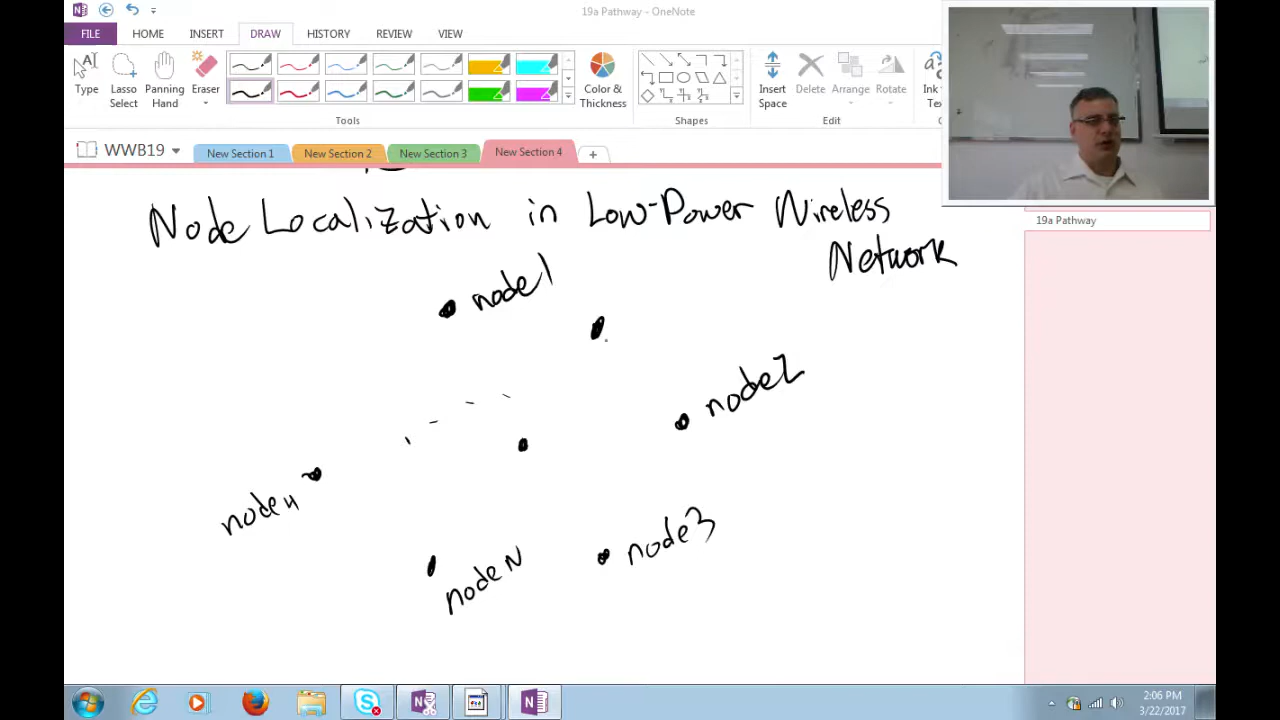 19a Pathway - OneNote
FILE HOME INSERT DRAW HISTORY REVIEW VIEW
Type
Lasso Select
Panning Hand
Eraser
Color & Thickness
Insert Space
Delete
Arrange
Rotate
Ink to
Tools
Shapes
Edit
WWB19
New Section 1
New Section 2
New Section 3
New Section 4
19a Pathway
Node Localization in Low-Power Wireless
Network
node1
node2
node4
node3
nodeN
2:06 PM
3/22/2017